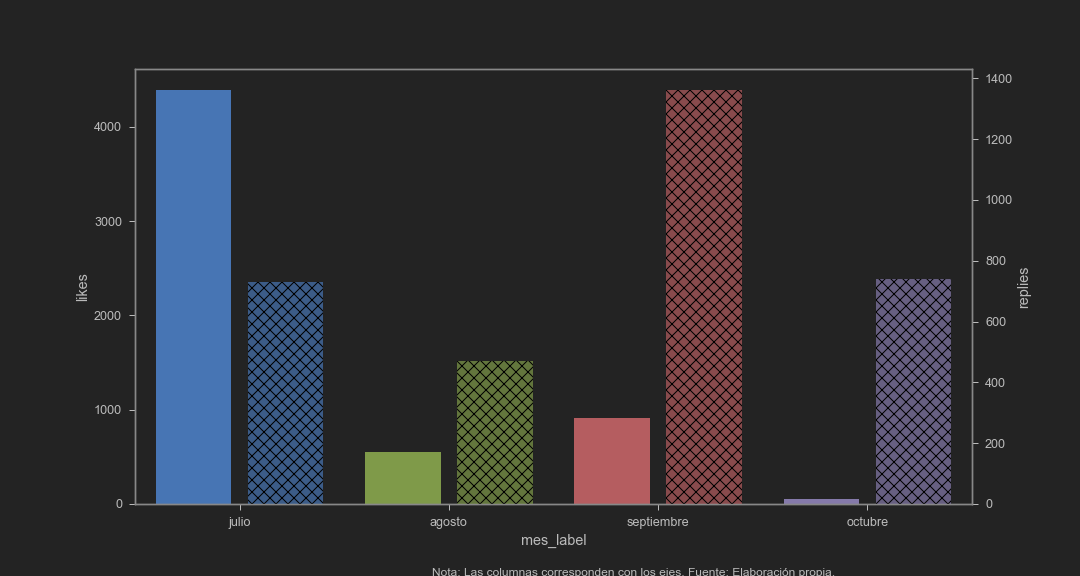 4000
3000
2000
1000
0
likes
1400
1200
1000
800
600
400
200
0
replies
julio agosto septiembre octubre
mes_label
Nota: Las columnas corresponden con los ejes. Fuente: Elaboración propia.